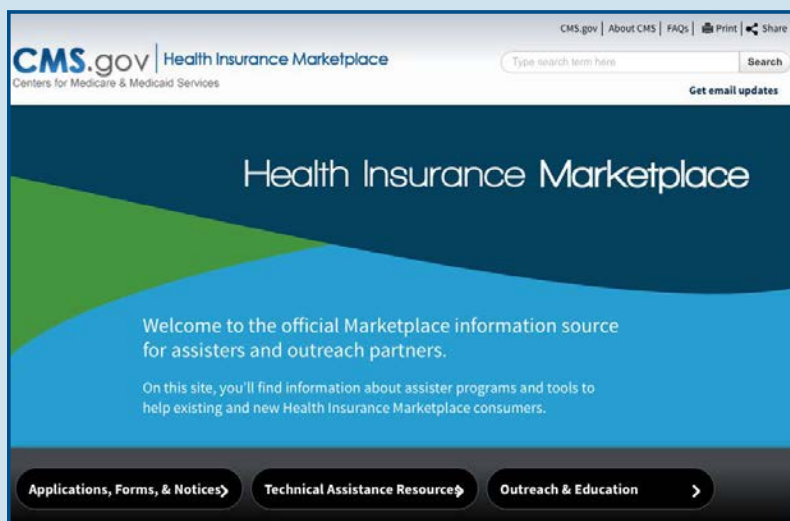 CMS.gov | About CMS | FAQs | Print | Share
CMS.gov | Health Insurance Marketplace
Centers for Medicare & Medicaid Services
Type search term here
Search
Get email updates
Health Insurance Marketplace
Welcome to the official Marketplace information source
for assisters and outreach partners.
On this site, you'll find information about assister programs and tools to
help existing and new Health Insurance Marketplace consumers.
Applications, Forms, & Notices
Technical Assistance Resources
Outreach & Education